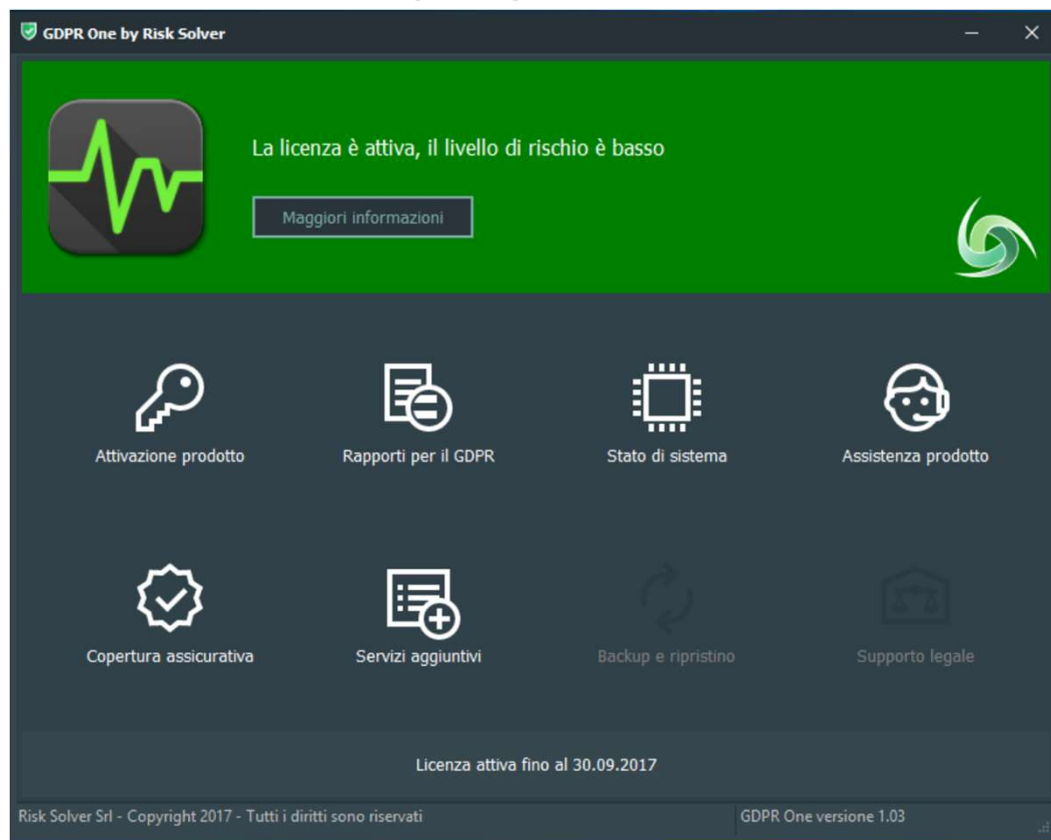 GDPR One by Risk Solver
La licenza è attiva, il livello di rischio è basso
Maggiori informazioni
Attivazione prodotto
Rapporti per il GDPR
Stato di sistema
Assistenza prodotto
Copertura assicurativa
Servizi aggiuntivi
Backup e ripristino
Supporto legale
Licenza attiva fino al 30.09.2017
Risk Solver Srl - Copyright 2017 - Tutti i diritti sono riservati
GDPR One versione 1.03